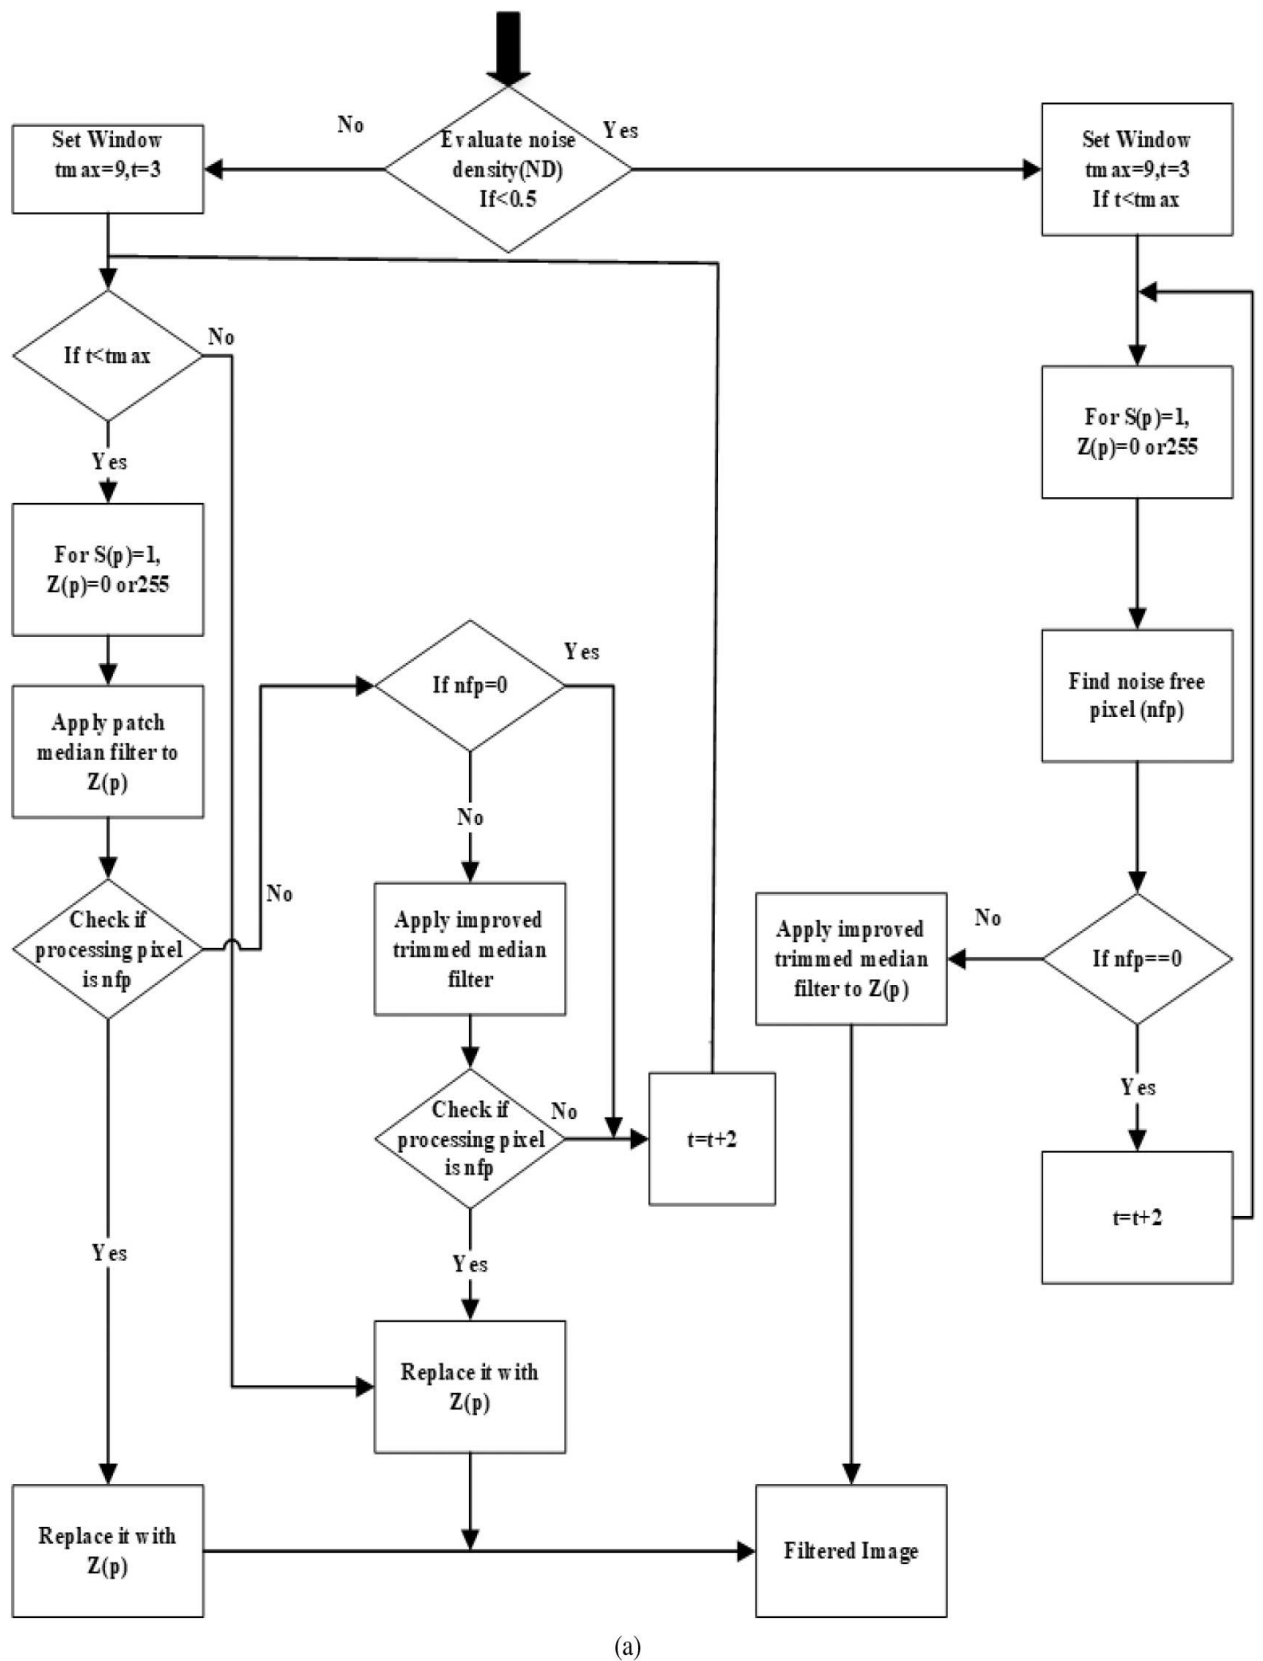 No
Evaluate noise
density(ND)
If<0.5
Yes
Set Window
tmax=9,t=3
Set Window
tmax=9,t=3
If t<tmax
If t<tmax
No
Yes
For S(p)=1,
Z(p)=0 or255
For S(p)=1,
Z(p)=0 or255
Apply patch
median filter to
Z(p)
If nfp=0
Yes
No
Find noise free
pixel (nfp)
Check if
processing pixel
is nfp
No
Apply improved
trimmed median
filter
Apply improved
trimmed median
filter to Z(p)
No
If nfp==0
Yes
Check if
processing pixel
is nfp
No
t=t+2
t=t+2
Yes
Yes
Replace it with
Z(p)
Replace it with
Z(p)
Filtered Image
(a)